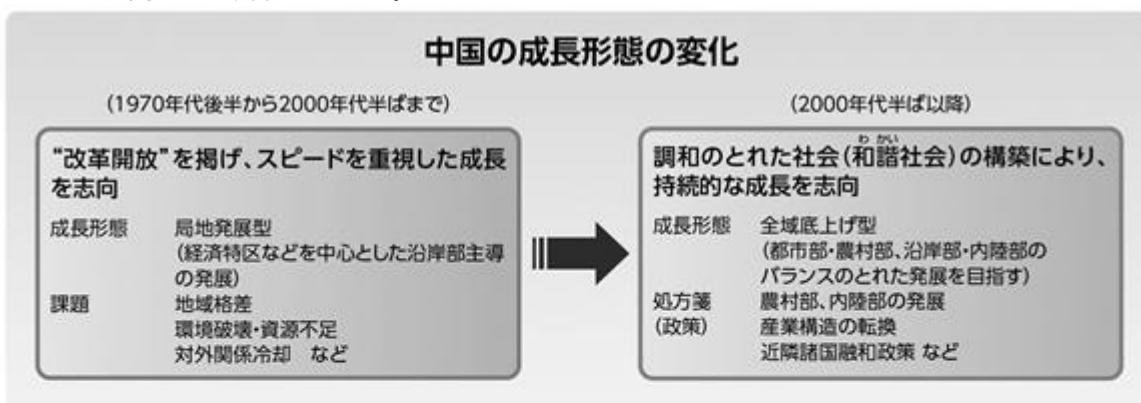 中国の成長形態の変化
(1970年代後半から2000年代半ばまで)
“改革開放”を掲げ、スピードを重視した成長
を志向
成長形態 局地発展型
(経済特区などを中心とした沿岸部主導
の発展)
課題 地域格差
環境破壊・資源不足
対外関係冷却 など
(2000年代半ば以降)
わ かい
調和のとれた社会(和諧社会)の構築により、
持続的な成長を志向
成長形態 全域底上げ型
(都市部・農村部、沿岸部・内陸部の
バランスのとれた発展を目指す)
処方箋 農村部、内陸部の発展
(政策) 産業構造の転換
近隣諸国融和政策 など